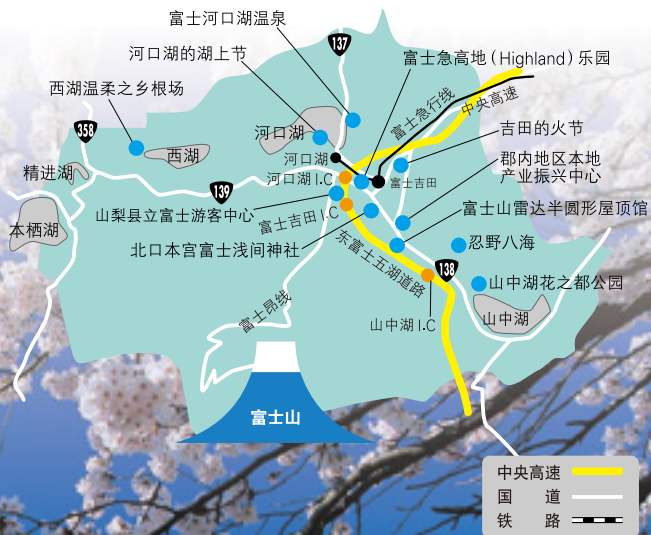 富士河口湖温泉
137
河口湖的湖上节
富士急高地（Highland）乐园
西湖温柔之乡根场
富士急行线
中央高速
358
河口湖
吉田的火节
西湖
河口湖
郡内地区本地
产业振兴中心
精进湖
河口湖I.C
富士吉田
139
山梨县立富士游客中心
富士山雷达半圆形屋顶馆
本栖湖
富士吉田I.C
北口本宫富士浅间神社
忍野八海
东富士五湖道路
138
山中湖花之都公园
富士昂线
山中湖I.C
山中湖
富士山
中央高速
国道
铁路